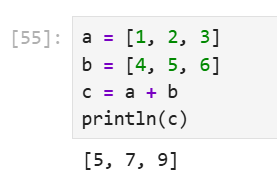 [55]:
a = [1, 2, 3]
b = [4, 5, 6]
c = a + b
println(c)
[5, 7, 9]